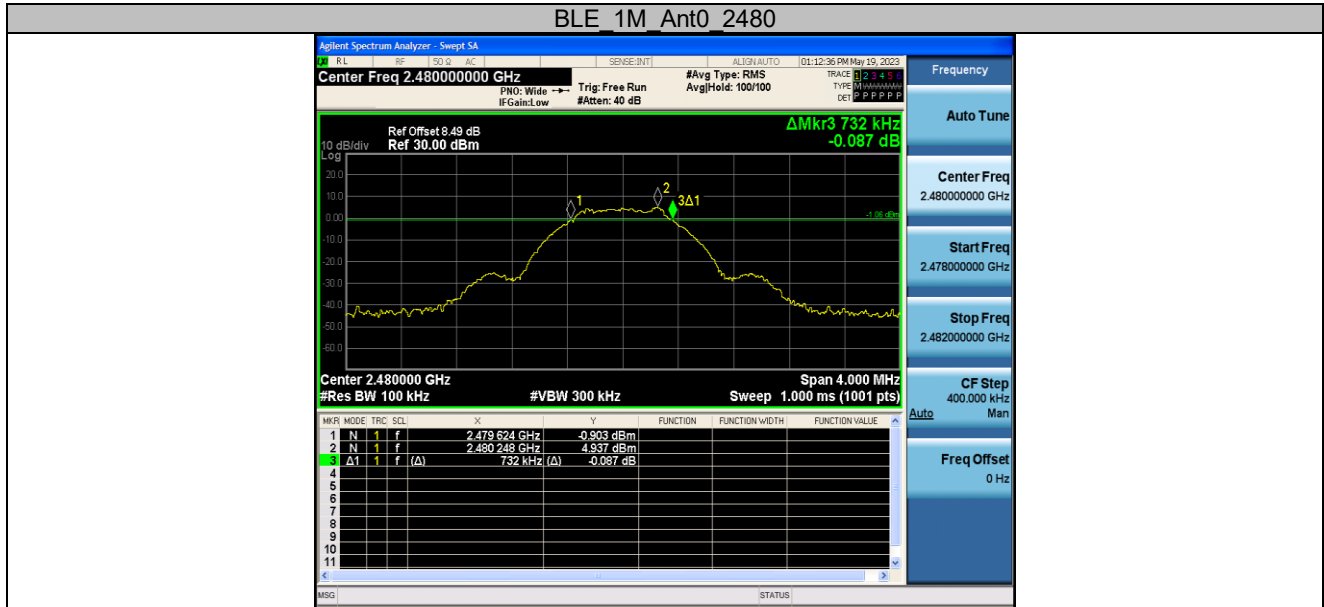 BLE_1M_Ant0_2480
Agilent Spectrum Analyzer - Swept SA
RL RF 50 Ω AC SENSE:INT ALIGN AUTO 01:12:36 PM May 19, 2023
Center Freq 2.480000000 GHz
PNO: Wide
IFGain:Low
Trig: Free Run
#Atten: 40 dB
#Avg Type: RMS
Avg|Hold: 100/100
TRACE 1 2 3 4 5 6
TYPE M
DET P P P P P P
Frequency
ΔMkr3 732 kHz
-0.087 dB
Ref Offset 8.49 dB
10 dB/div Ref 30.00 dBm
Log
20.0
10.0
0.00
-10.0
-20.0
-30.0
-40.0
-50.0
-60.0
1
2
3Δ1
-1.06 dBm
Center 2.480000 GHz Span 4.000 MHz
#Res BW 100 kHz #VBW 300 kHz Sweep 1.000 ms (1001 pts)
MKR MODE TRC SCL X Y FUNCTION FUNCTION WIDTH FUNCTION VALUE
1 N 1 f 2.479 624 GHz -0.903 dBm
2 N 1 f 2.480 248 GHz 4.937 dBm
3 Δ1 1 f (Δ) 732 kHz (Δ) -0.087 dB
4
5
6
7
8
9
10
11
MSG STATUS
Auto Tune
Center Freq
2.480000000 GHz
Start Freq
2.478000000 GHz
Stop Freq
2.482000000 GHz
CF Step
400.000 kHz
Auto Man
Freq Offset
0 Hz